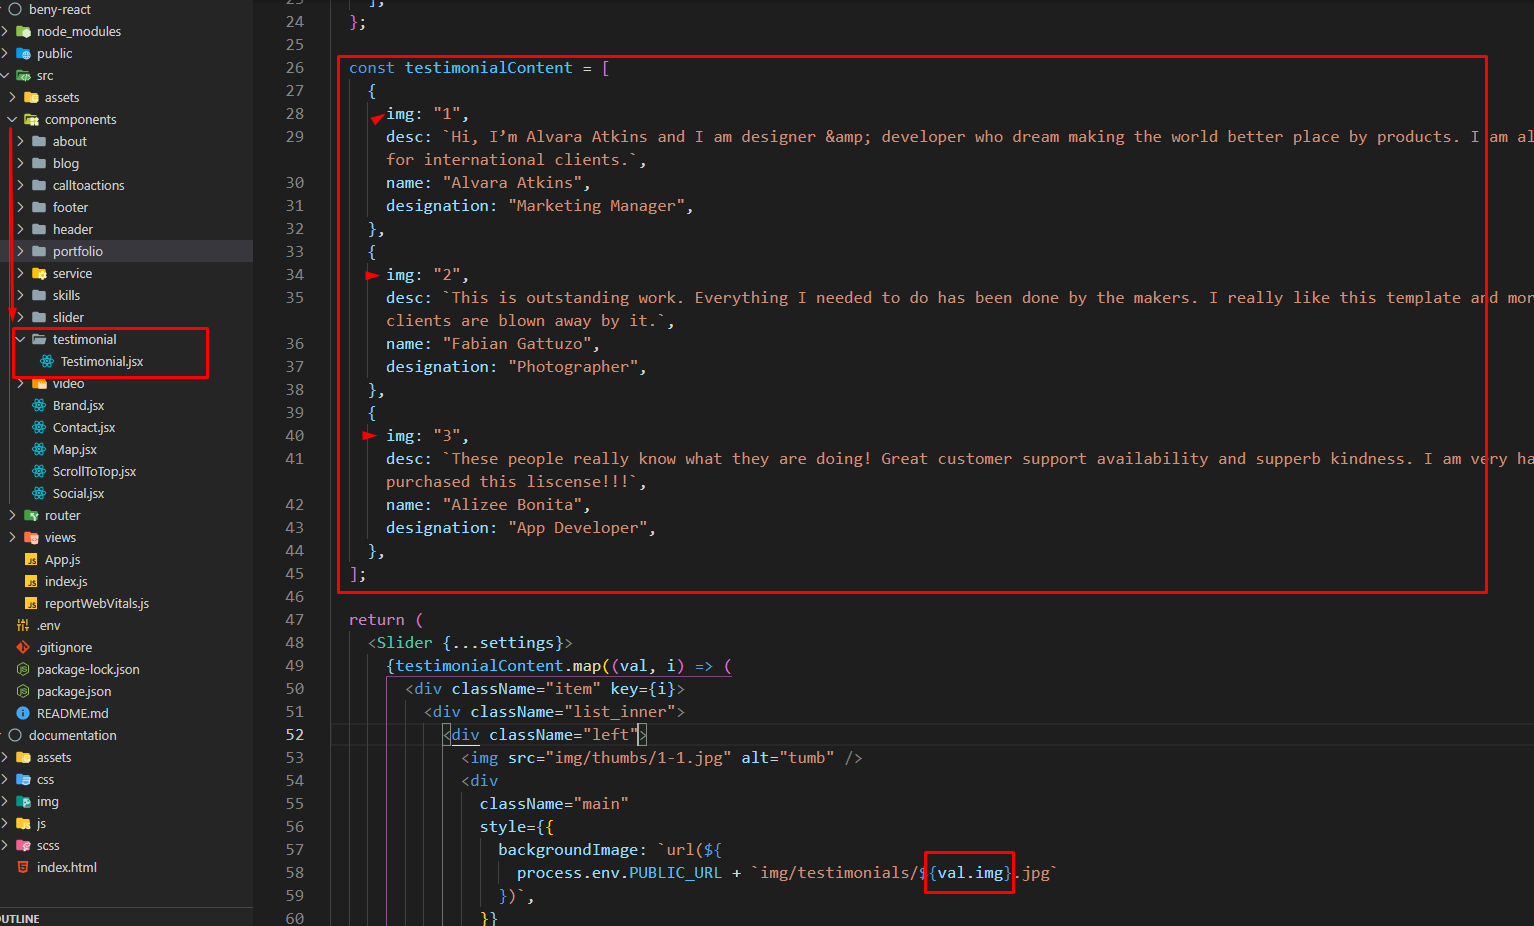 beny-react
node_modules
public
src
assets
components
about
blog
calltoactions
footer
header
portfolio
service
skills
slider
testimonial
Testimonial.jsx
video
Brand.jsx
Contact.jsx
Map.jsx
ScrollToTop.jsx
Social.jsx
router
views
App.js
index.js
reportWebVitals.js
.env
.gitignore
package-lock.json
package.json
README.md
documentation
assets
css
img
js
scss
index.html
OUTLINE
23 ],
24 };
25
26 const testimonialContent = [
27 {
28 img: "1",
29 desc: `Hi, I’m Alvara Atkins and I am designer &amp; developer who dream making the world better place by products. I am al
for international clients.`,
30 name: "Alvara Atkins",
31 designation: "Marketing Manager",
32 },
33 {
34 img: "2",
35 desc: `This is outstanding work. Everything I needed to do has been done by the makers. I really like this template and mor
clients are blown away by it.`,
36 name: "Fabian Gattuzo",
37 designation: "Photographer",
38 },
39 {
40 img: "3",
41 desc: `These people really know what they are doing! Great customer support availability and supperb kindness. I am very ha
purchased this liscense!!!`,
42 name: "Alizee Bonita",
43 designation: "App Developer",
44 },
45 ];
46
47 return (
48 <Slider {...settings}>
49 {testimonialContent.map((val, i) => (
50 <div className="item" key={i}>
51 <div className="list_inner">
52 <div className="left">
53 <img src="img/thumbs/1-1.jpg" alt="tumb" />
54 <div
55 className="main"
56 style={{
57 backgroundImage: `url(${
58 process.env.PUBLIC_URL + `img/testimonials/${val.img}.jpg`
59 })`,
60 }}